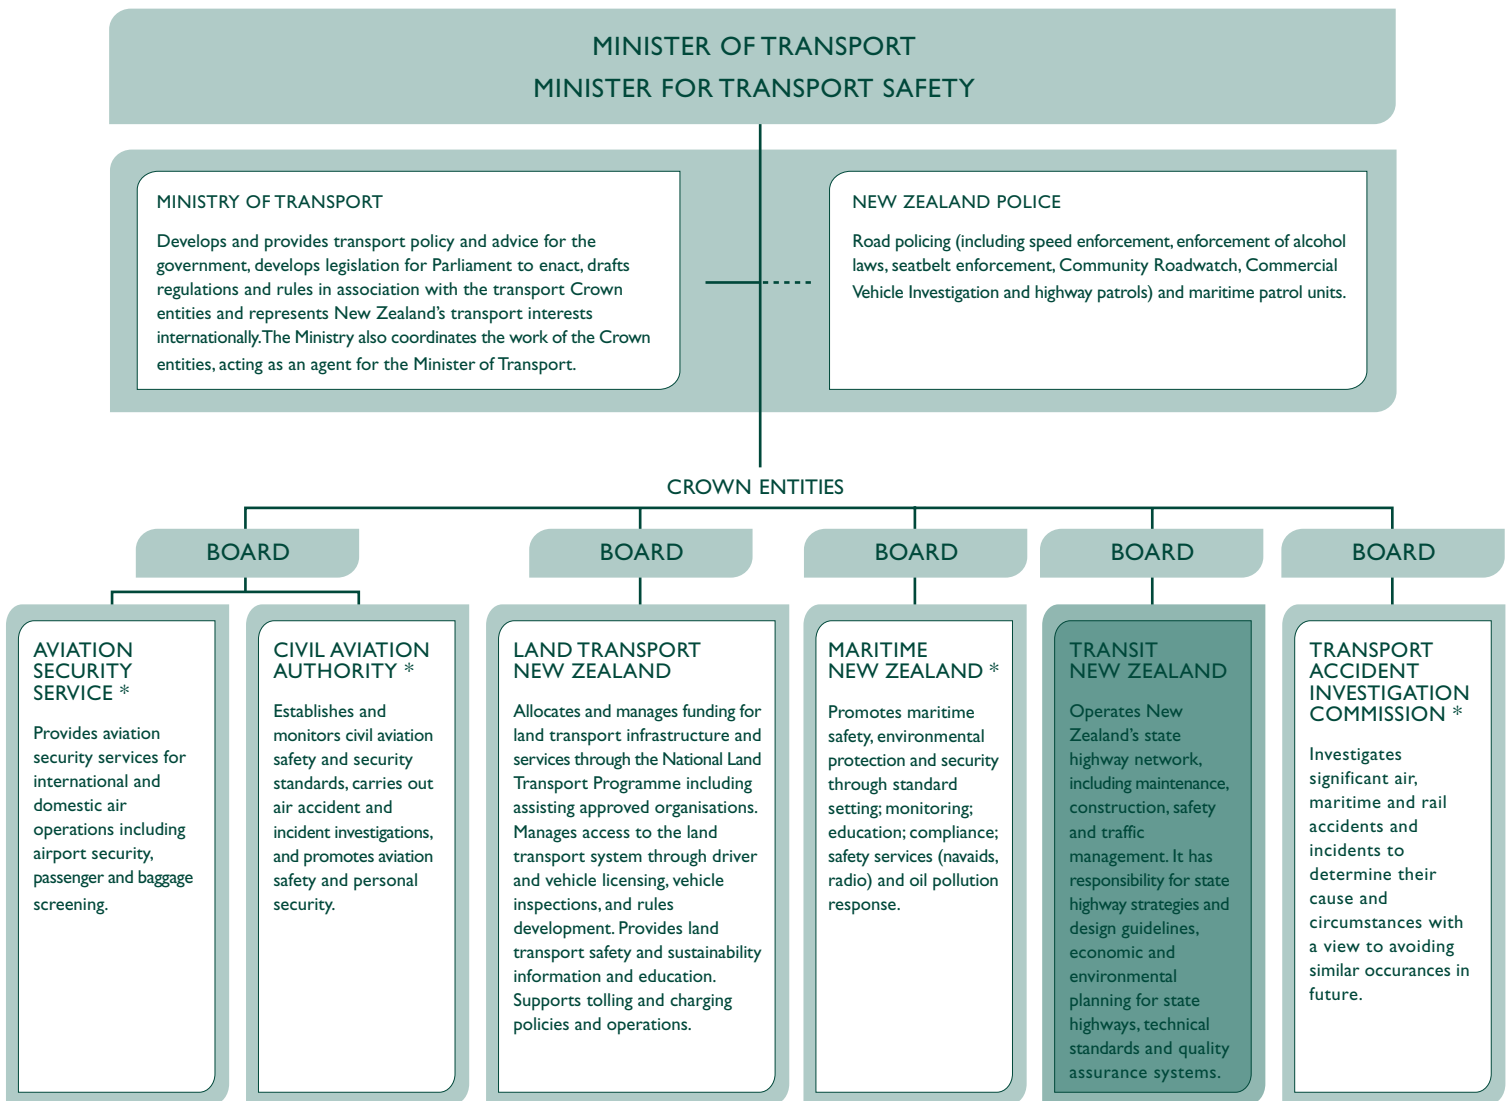 MINISTER OF TRANSPORT
MINISTER FOR TRANSPORT SAFETY
MINISTRY OF TRANSPORT
Develops and provides transport policy and advice for the
government, develops legislation for Parliament to enact, drafts
regulations and rules in association with the transport Crown
entities and represents New Zealand's transport interests
internationally. The Ministry also coordinates the work of the Crown
entities, acting as an agent for the Minister of Transport.
NEW ZEALAND POLICE
Road policing (including speed enforcement, enforcement of alcohol
laws, seatbelt enforcement, Community Roadwatch, Commercial
Vehicle Investigation and highway patrols) and maritime patrol units.
CROWN ENTITIES
BOARD
BOARD
BOARD
BOARD
BOARD
AVIATION
SECURITY
SERVICE *
Provides aviation
security services for
international and
domestic air
operations including
airport security,
passenger and baggage
screening.
CIVIL AVIATION
AUTHORITY *
Establishes and
monitors civil aviation
safety and security
standards, carries out
air accident and
incident investigations,
and promotes aviation
safety and personal
security.
LAND TRANSPORT
NEW ZEALAND
Allocates and manages funding for
land transport infrastructure and
services through the National Land
Transport Programme including
assisting approved organisations.
Manages access to the land
transport system through driver
and vehicle licensing, vehicle
inspections, and rules
development. Provides land
transport safety and sustainability
information and education.
Supports tolling and charging
policies and operations.
MARITIME
NEW ZEALAND *
Promotes maritime
safety, environmental
protection and security
through standard
setting; monitoring;
education; compliance;
safety services (navaids,
radio) and oil pollution
response.
TRANSIT
NEW ZEALAND
Operates New
Zealand's state
highway network,
including maintenance,
construction, safety
and traffic
management. It has
responsibility for state
highway strategies and
design guidelines,
economic and
environmental
planning for state
highways, technical
standards and quality
assurance systems.
TRANSPORT
ACCIDENT
INVESTIGATION
COMMISSION *
Investigates
significant air,
maritime and rail
accidents and
incidents to
determine their
cause and
circumstances with
a view to avoiding
similar occurances in
future.